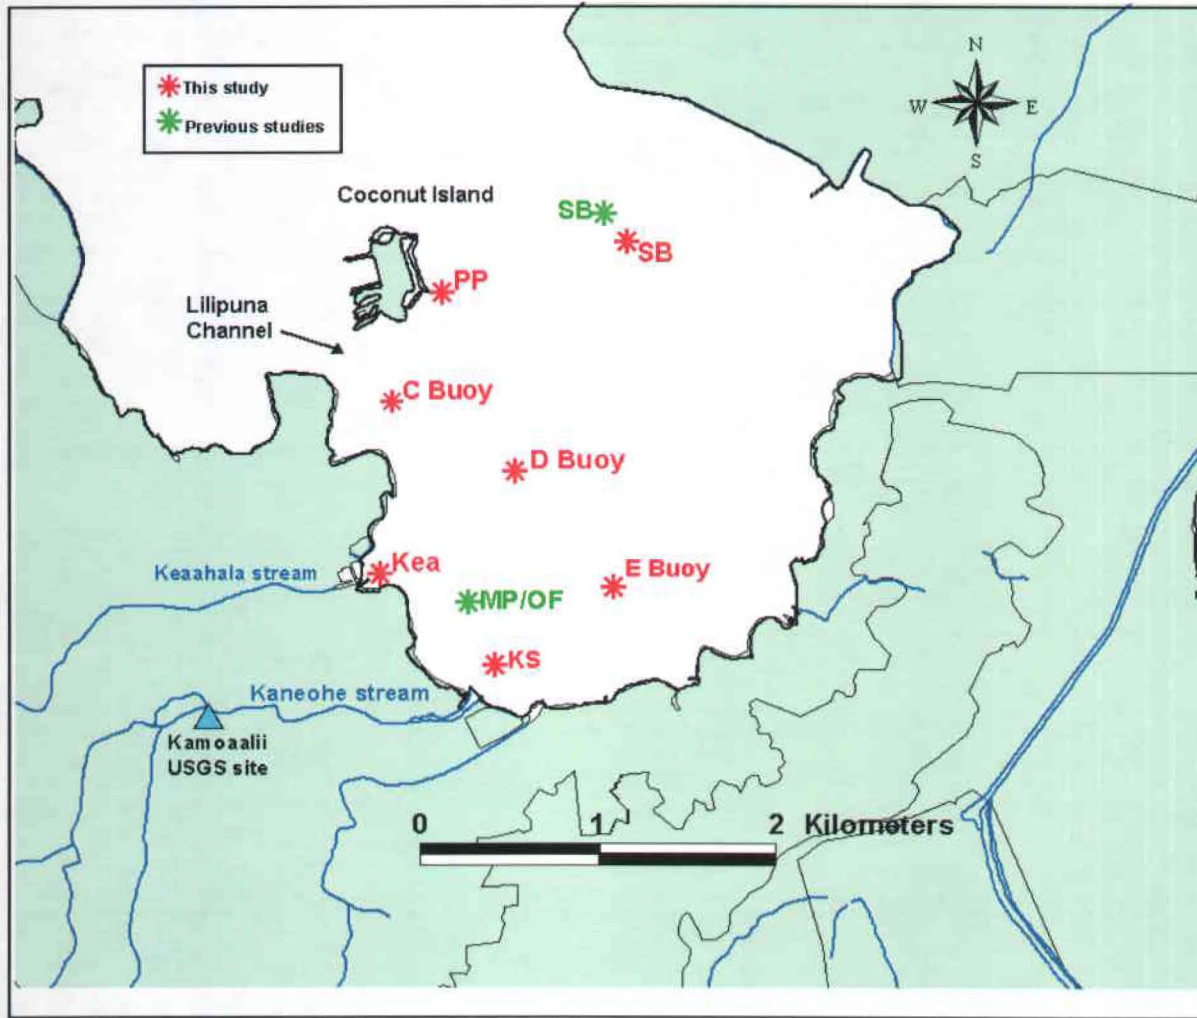 N
W E
S
This study
Previous studies
Coconut Island
SB
SB
PP
Lilipuna
Channel
C Buoy
D Buoy
Kea
E Buoy
Keaahala stream
MP/OF
KS
Kaneohe stream
Kamoaalii
USGS site
0 1 2 Kilometers